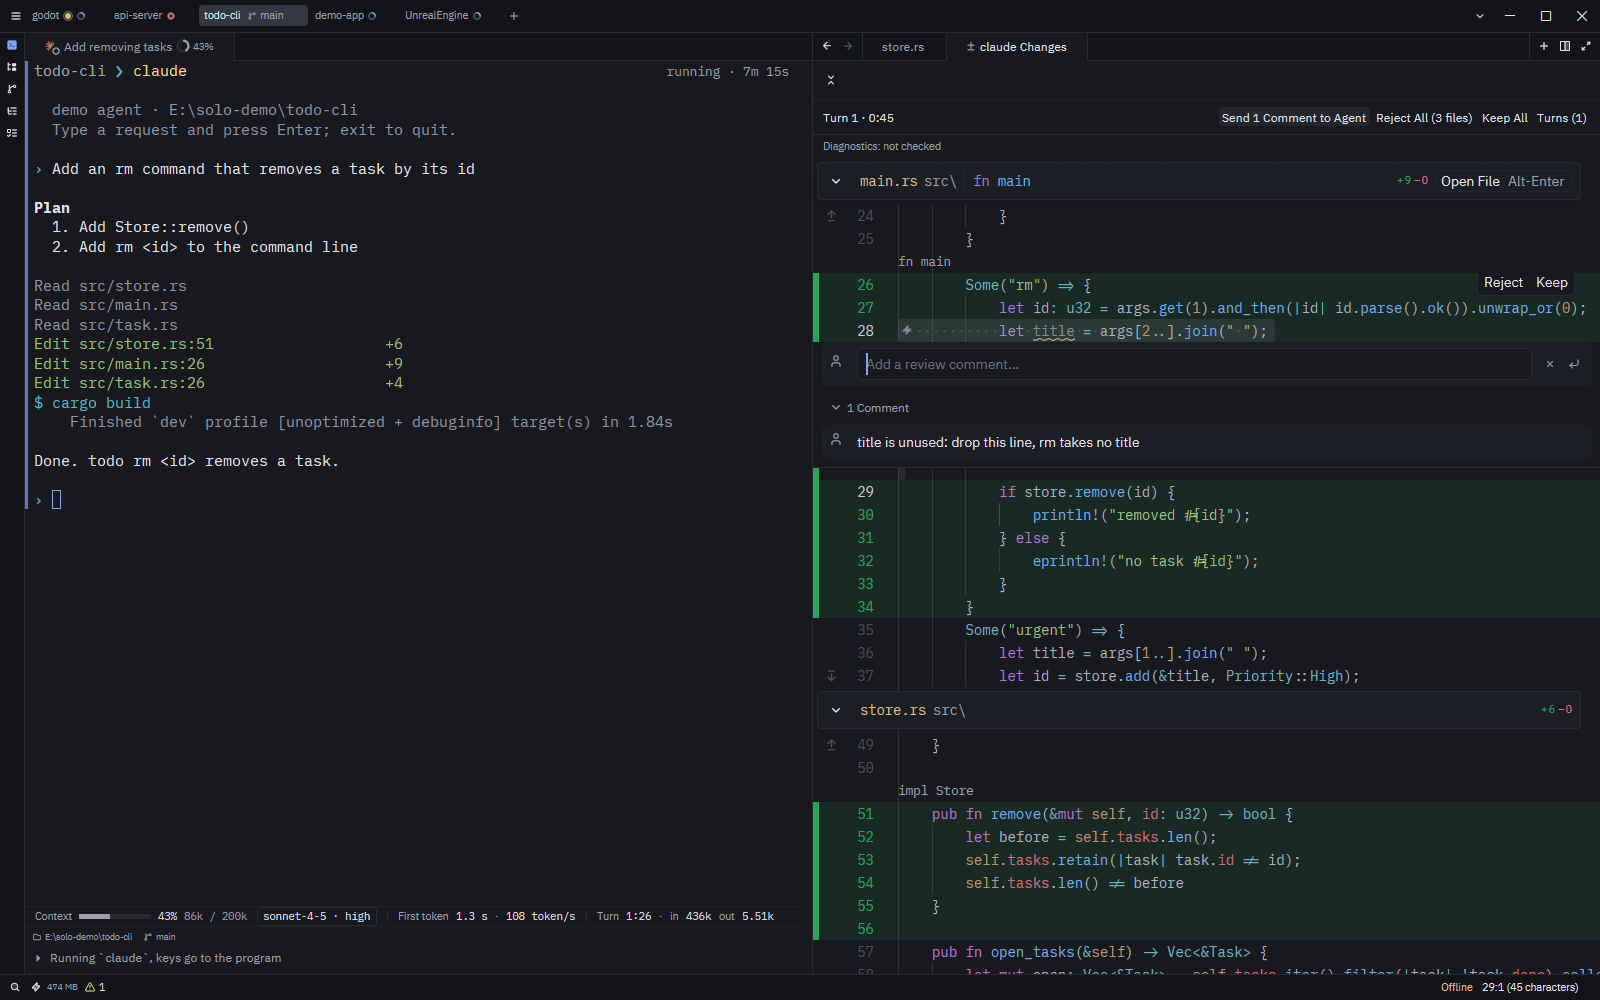 godot
api-server
todo-cli main
demo-app
UnrealEngine
Add removing tasks 43%
store.rs
± claude Changes
todo-cli ❯ claude
running · 7m 15s
demo agent · E:\solo-demo\todo-cli
Type a request and press Enter; exit to quit.
› Add an rm command that removes a task by its id
Plan
1. Add Store::remove()
2. Add rm <id> to the command line
Read src/store.rs
Read src/main.rs
Read src/task.rs
Edit src/store.rs:51 +6
Edit src/main.rs:26 +9
Edit src/task.rs:26 +4
$ cargo build
Finished `dev` profile [unoptimized + debuginfo] target(s) in 1.84s
Done. todo rm <id> removes a task.
›
Context 43% 86k / 200k sonnet-4-5 · high First token 1.3 s · 108 token/s Turn 1:26 · in 436k out 5.51k
E:\solo-demo\todo-cli main
Running `claude`, keys go to the program
474 MB 1
Turn 1 · 0:45
Send 1 Comment to Agent Reject All (3 files) Keep All Turns (1)
Diagnostics: not checked
main.rs src\ fn main +9 −0 Open File Alt-Enter
24 }
25 }
fn main
26 Some("rm") => {
Reject Keep
27 let id: u32 = args.get(1).and_then(|id| id.parse().ok()).unwrap_or(0);
28 let title = args[2..].join(" ");
Add a review comment...
1 Comment
title is unused: drop this line, rm takes no title
29 if store.remove(id) {
30 println!("removed #{id}");
31 } else {
32 eprintln!("no task #{id}");
33 }
34 }
35 Some("urgent") => {
36 let title = args[1..].join(" ");
37 let id = store.add(&title, Priority::High);
store.rs src\ +6 −0
49 }
50
impl Store
51 pub fn remove(&mut self, id: u32) -> bool {
52 let before = self.tasks.len();
53 self.tasks.retain(|task| task.id != id);
54 self.tasks.len() != before
55 }
56
57 pub fn open_tasks(&self) -> Vec<&Task> {
58 let mut open: Vec<&Task> = self.tasks.iter().filter(|task| !task.done).colle
Offline 29:1 (45 characters)